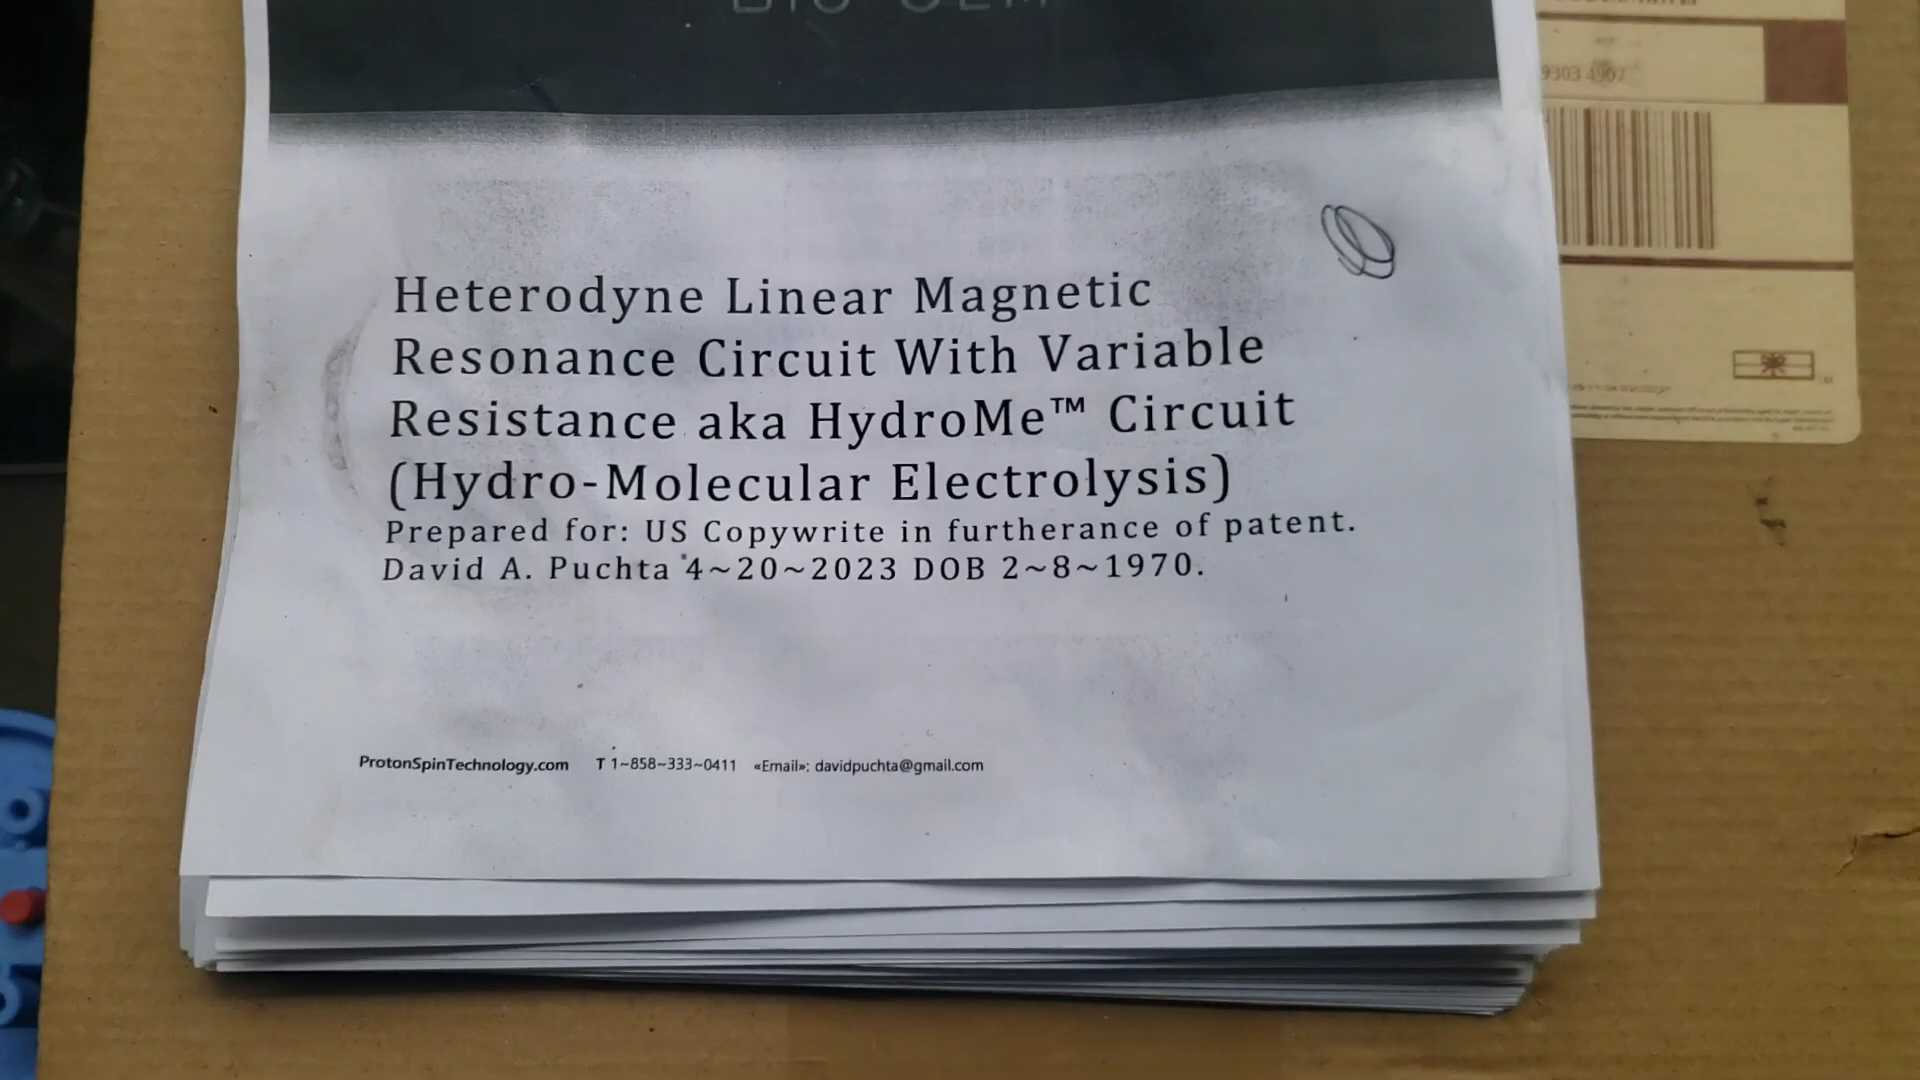 Heterodyne Linear Magnetic
Resonance Circuit With Variable
Resistance aka HydroMe™ Circuit
(Hydro-Molecular Electrolysis)
Prepared for: US Copywrite in furtherance of patent.
David A. Puchta 4~20~2023 DOB 2~8~1970.
ProtonSpinTechnology.com T 1~858~333~0411 «Email»: davidpuchta@gmail.com
9303 4907